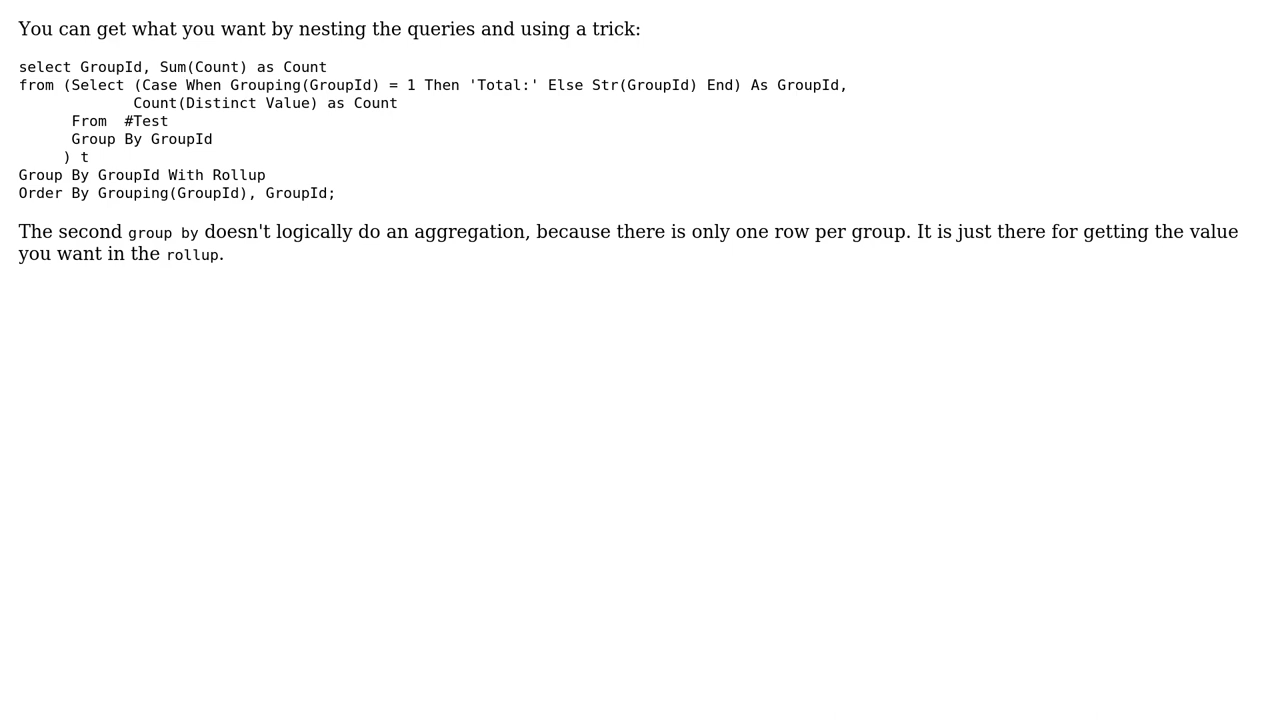 You can get what you want by nesting the queries and using a trick:
select GroupId, Sum(Count) as Count
from (Select (Case When Grouping(GroupId) = 1 Then 'Total:' Else Str(GroupId) End) As GroupId,
             Count(Distinct Value) as Count
      From  #Test
      Group By GroupId
     ) t
Group By GroupId With Rollup
Order By Grouping(GroupId), GroupId;
The second group by doesn't logically do an aggregation, because there is only one row per group. It is just there for getting the value
you want in the rollup.